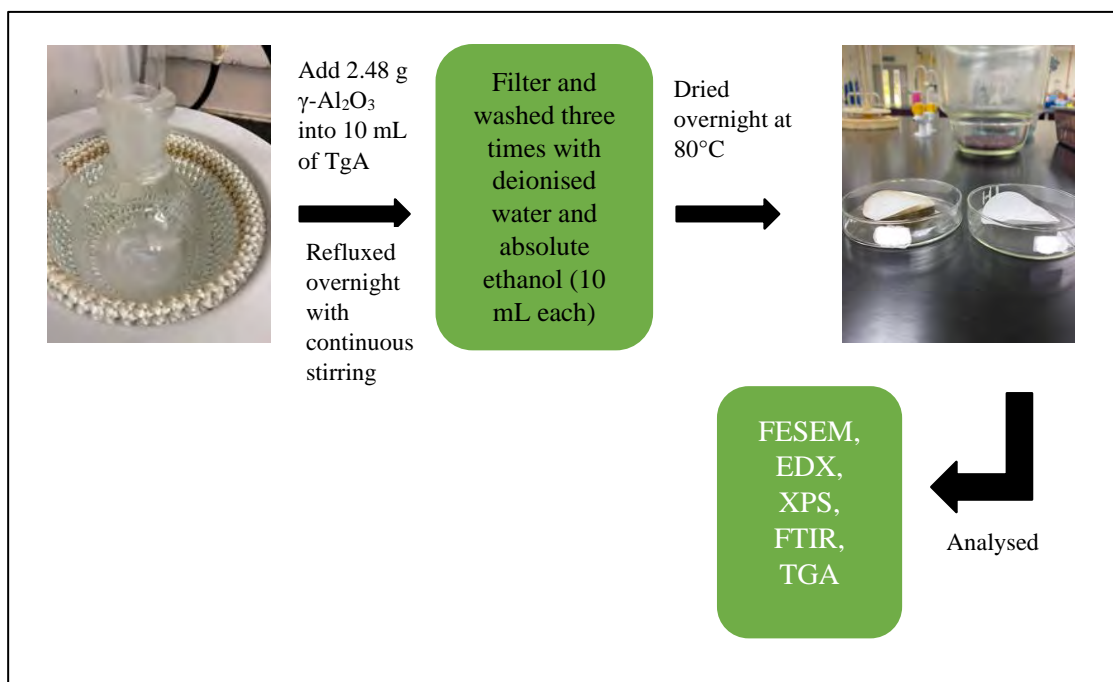 Add 2.48 g
γ-Al₂O₃
into 10 mL
of TgA
Refluxed
overnight
with
continuous
stirring
Filter and
washed three
times with
deionised
water and
absolute
ethanol (10
mL each)
Dried
overnight at
80°C
FESEM,
EDX,
XPS,
FTIR,
TGA
Analysed